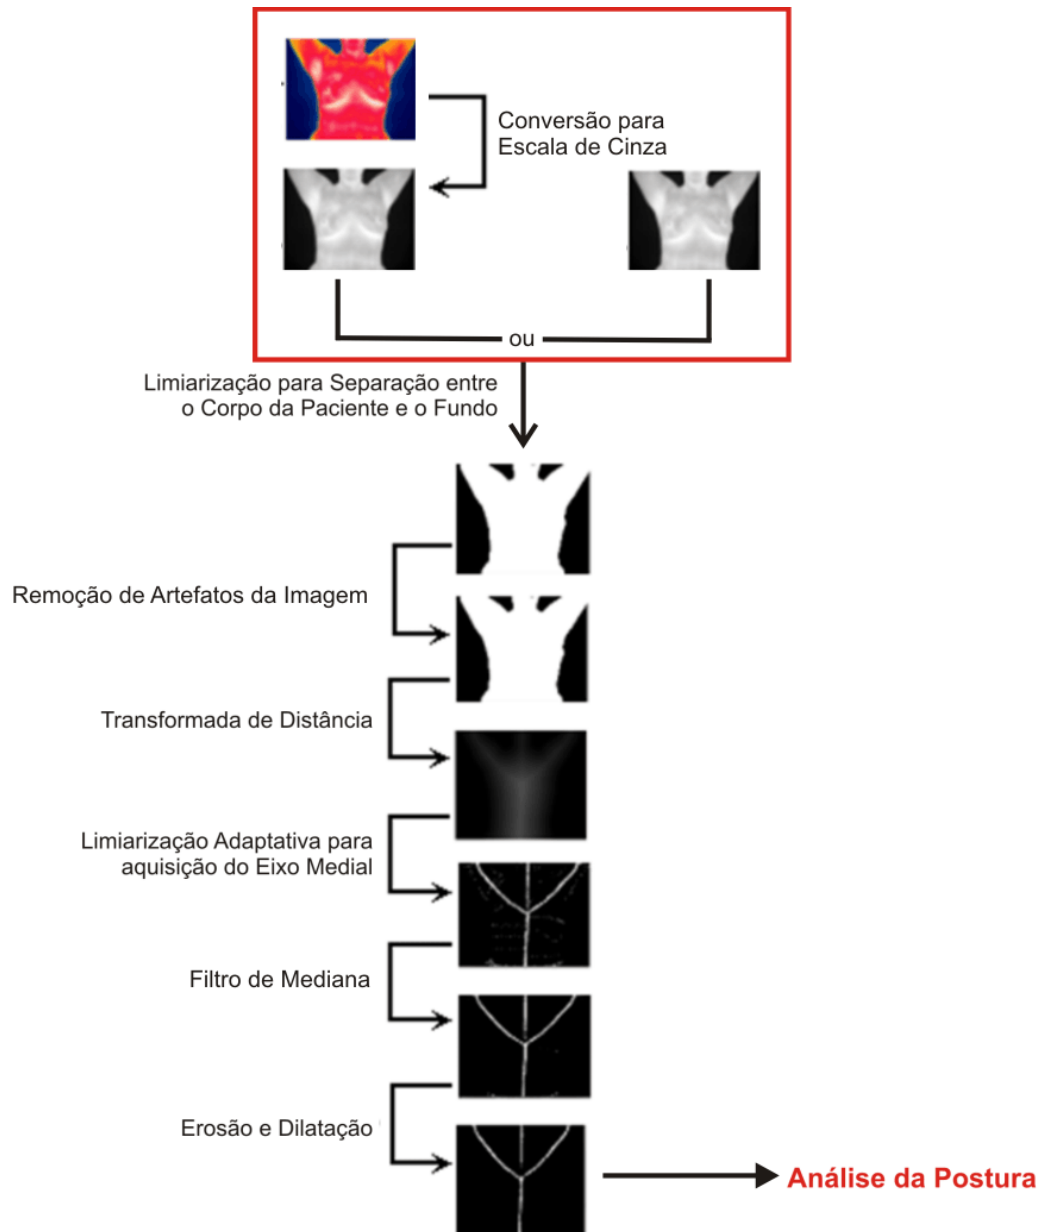 Conversão para
Escala de Cinza
ou
Limiarização para Separação entre
o Corpo da Paciente e o Fundo
Remoção de Artefatos da Imagem
Transformada de Distância
Limiarização Adaptativa para
aquisição do Eixo Medial
Filtro de Mediana
Erosão e Dilatação
Análise da Postura